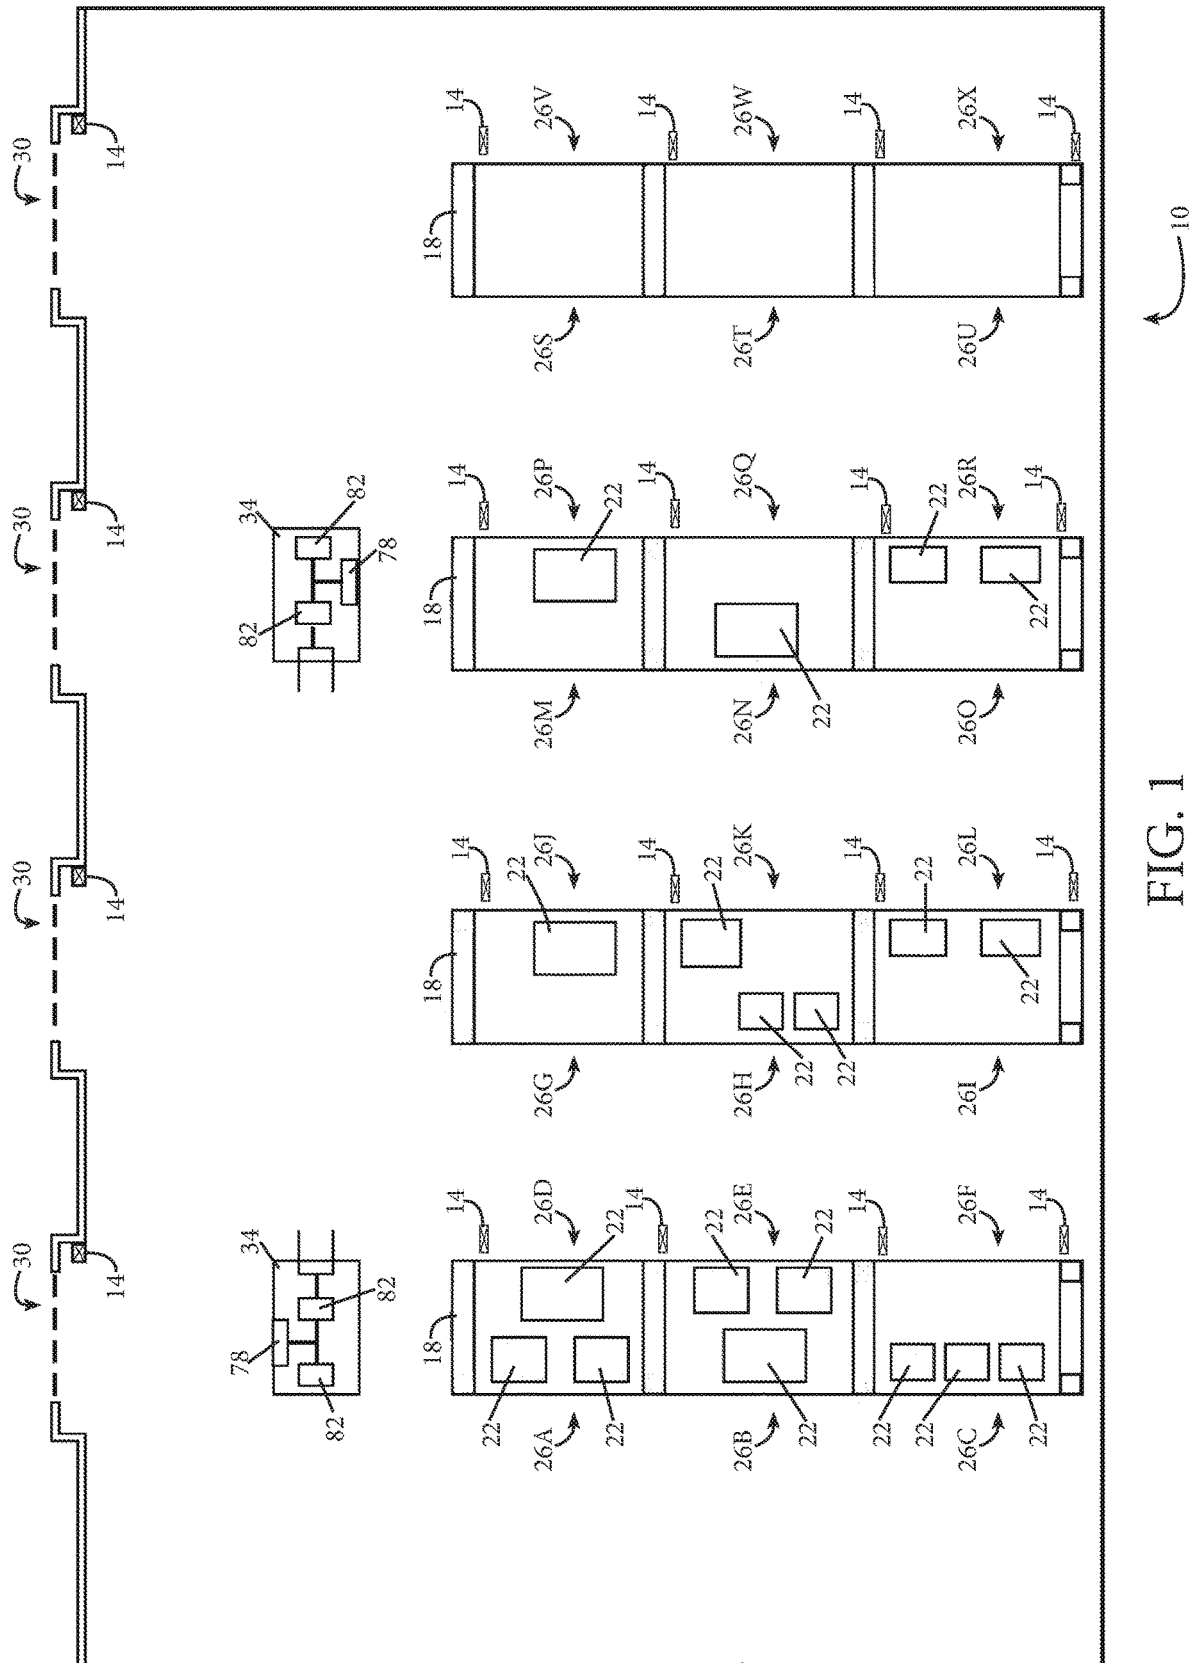 30 30 30 30
14 14 14 14
78 34 82 34
82 82 82 78
18 18 18 18
14 14 14 14
22 22
26A 26D 26G 26J 26M 26P 26S 26V
22 22 22
14 14 14 14
22 22
26B 26E 26H 26K 26N 26Q 26T 26W
22 22 22 22
22
14 14 14 14
22
22 22 22
26C 26F 26I 26L 26O 26R 26U 26X
22 14 22 14 22 14 14
10
FIG. 1